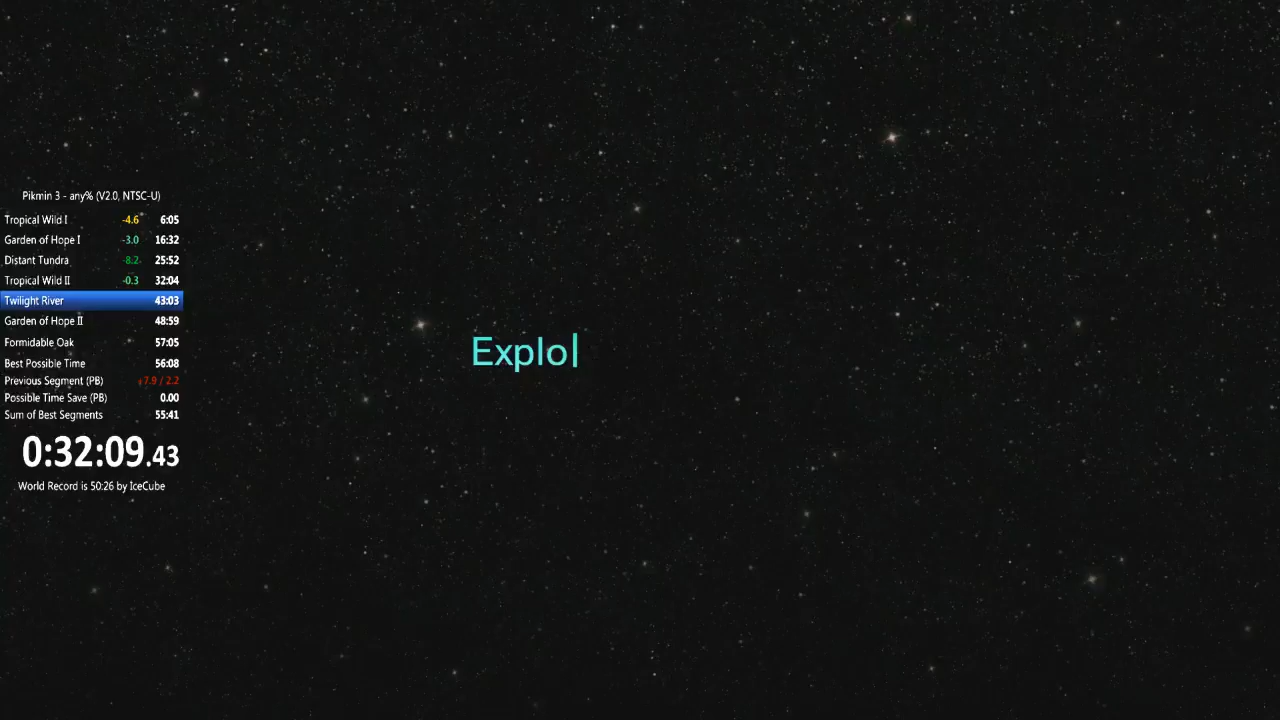 Pikmin 3 - any% (V2.0, NTSC-U)
Tropical Wild I -4.6 6:05
Garden of Hope I -3.0 16:32
Distant Tundra -8.2 25:52
Tropical Wild II -0.3 32:04
Twilight River 43:03
Garden of Hope II 48:59
Formidable Oak 57:05
Best Possible Time 56:08
Previous Segment (PB) +7.9 / 2.2
Possible Time Save (PB) 0.00
Sum of Best Segments 55:41
0:32:09.43
World Record is 50:26 by IceCube
Explo|